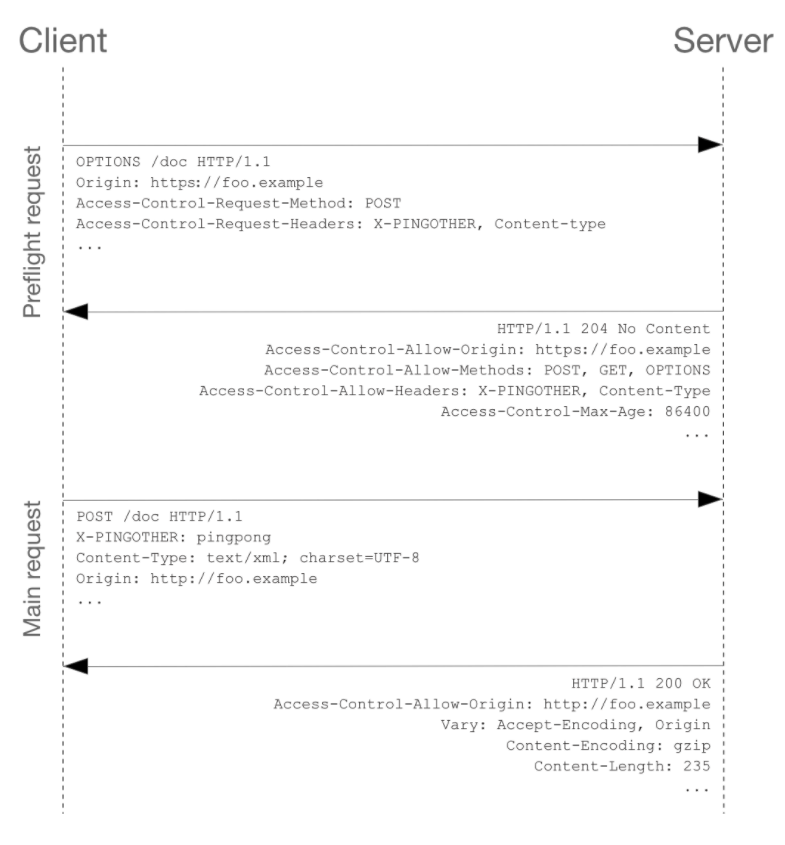 Client
Server
Preflight request
OPTIONS /doc HTTP/1.1
Origin: https://foo.example
Access-Control-Request-Method: POST
Access-Control-Request-Headers: X-PINGOTHER, Content-type
...
HTTP/1.1 204 No Content
Access-Control-Allow-Origin: https://foo.example
Access-Control-Allow-Methods: POST, GET, OPTIONS
Access-Control-Allow-Headers: X-PINGOTHER, Content-Type
Access-Control-Max-Age: 86400
...
Main request
POST /doc HTTP/1.1
X-PINGOTHER: pingpong
Content-Type: text/xml; charset=UTF-8
Origin: http://foo.example
...
HTTP/1.1 200 OK
Access-Control-Allow-Origin: http://foo.example
Vary: Accept-Encoding, Origin
Content-Encoding: gzip
Content-Length: 235
...